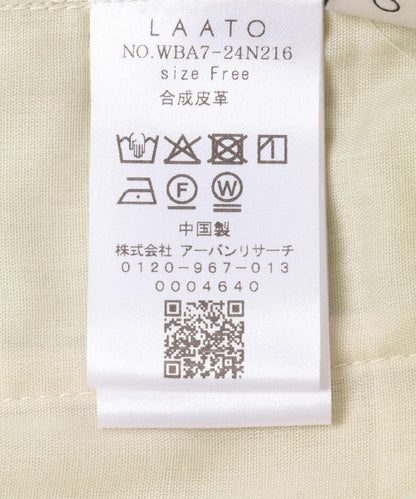 LAATO
NO.WBA7-24N216
size Free
合成皮革
F W
中国製
株式会社 アーバンリサーチ
0120-967-013
0004640